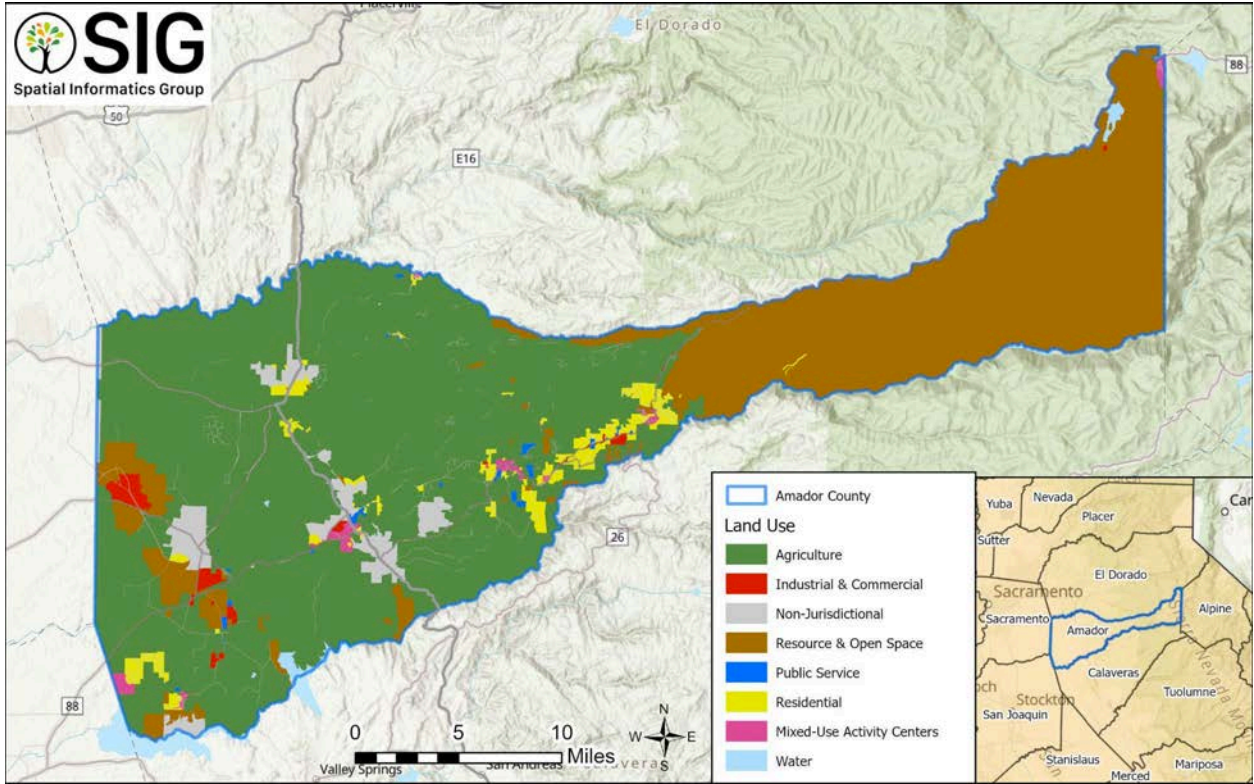 Placerville
El Dorado
SIG
Spatial Informatics Group
50
88
E16
26
88
0 5 10
Miles
N
W E
S
Valley Springs
San Andreas
Calaveras
Amador County
Land Use
Agriculture
Industrial & Commercial
Non-Jurisdictional
Resource & Open Space
Public Service
Residential
Mixed-Use Activity Centers
Water
Yuba
Nevada
Placer
Sutter
El Dorado
Sacramento
Sacramento
Amador
Alpine
Calaveras
Stockton
San Joaquin
Tuolumne
Nevada
Stanislaus
Merced
Mariposa